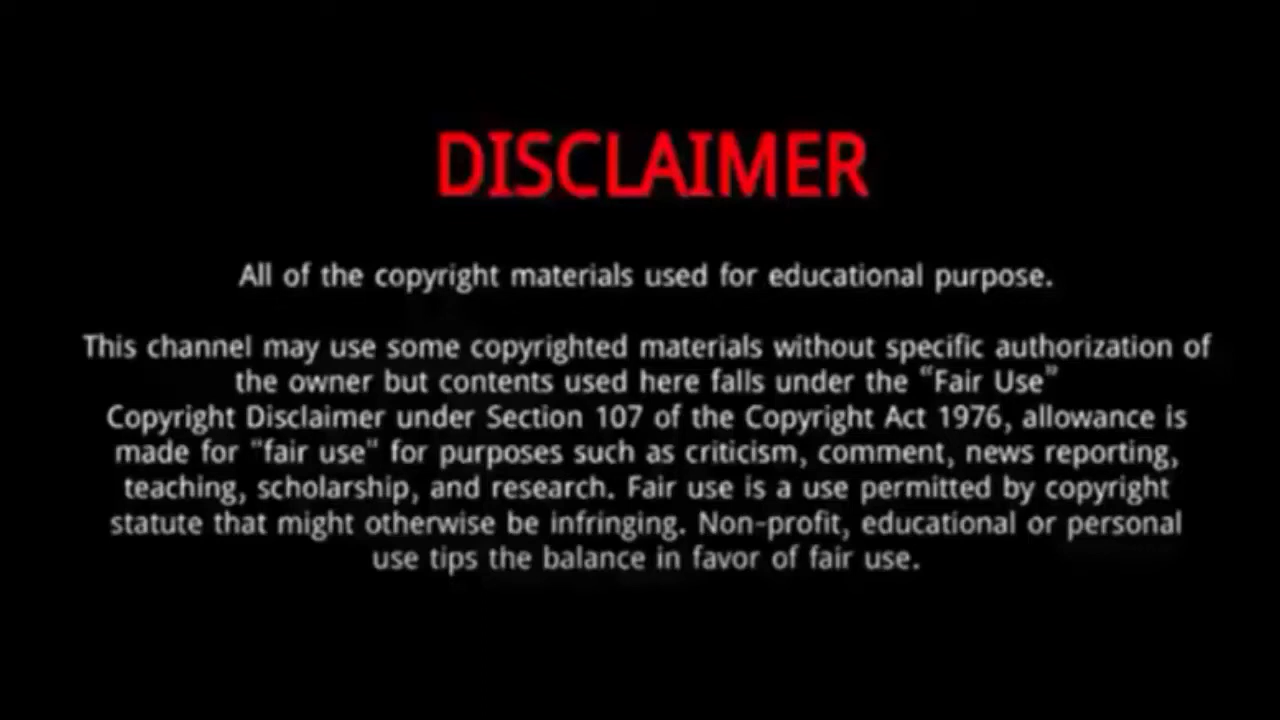 DISCLAIMER
All of the copyright materials used for educational purpose.
This channel may use some copyrighted materials without specific authorization of
the owner but contents used here falls under the “Fair Use”
Copyright Disclaimer under Section 107 of the Copyright Act 1976, allowance is
made for "fair use" for purposes such as criticism, comment, news reporting,
teaching, scholarship, and research. Fair use is a use permitted by copyright
statute that might otherwise be infringing. Non-profit, educational or personal
use tips the balance in favor of fair use.